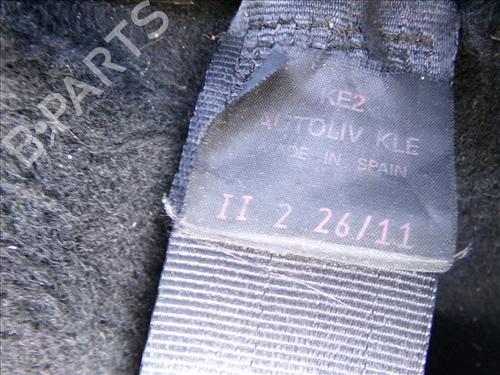 B-PARTS
KE2
AUTOLIV KLE
MADE IN SPAIN
II 2 26/11